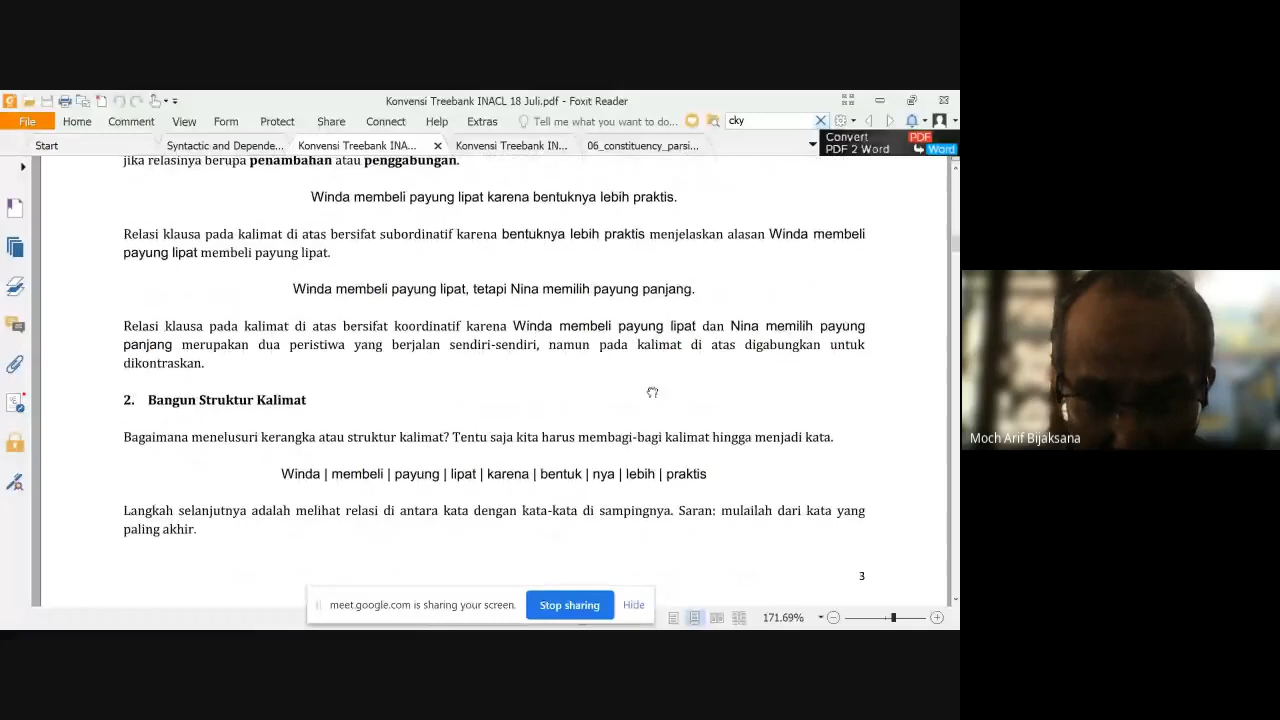 Konvensi Treebank INACL 18 Juli.pdf - Foxit Reader
File Home Comment View Form Protect Share Connect Help Extras Tell me what you want to do... cky
Start Syntactic and Depende... Konvensi Treebank INA... Konvensi Treebank IN... 06_constituency_parsi...
Convert PDF
PDF 2 Word Word
jika relasinya berupa penambahan atau penggabungan.
Winda membeli payung lipat karena bentuknya lebih praktis.
Relasi klausa pada kalimat di atas bersifat subordinatif karena bentuknya lebih praktis menjelaskan alasan Winda membeli
payung lipat membeli payung lipat.
Winda membeli payung lipat, tetapi Nina memilih payung panjang.
Relasi klausa pada kalimat di atas bersifat koordinatif karena Winda membeli payung lipat dan Nina memilih payung
panjang merupakan dua peristiwa yang berjalan sendiri-sendiri, namun pada kalimat di atas digabungkan untuk
dikontraskan.
2. Bangun Struktur Kalimat
Bagaimana menelusuri kerangka atau struktur kalimat? Tentu saja kita harus membagi-bagi kalimat hingga menjadi kata.
Winda | membeli | payung | lipat | karena | bentuk | nya | lebih | praktis
Langkah selanjutnya adalah melihat relasi di antara kata dengan kata-kata di sampingnya. Saran: mulailah dari kata yang
paling akhir.
3
meet.google.com is sharing your screen. Stop sharing Hide
171.69%
Moch Arif Bijaksana